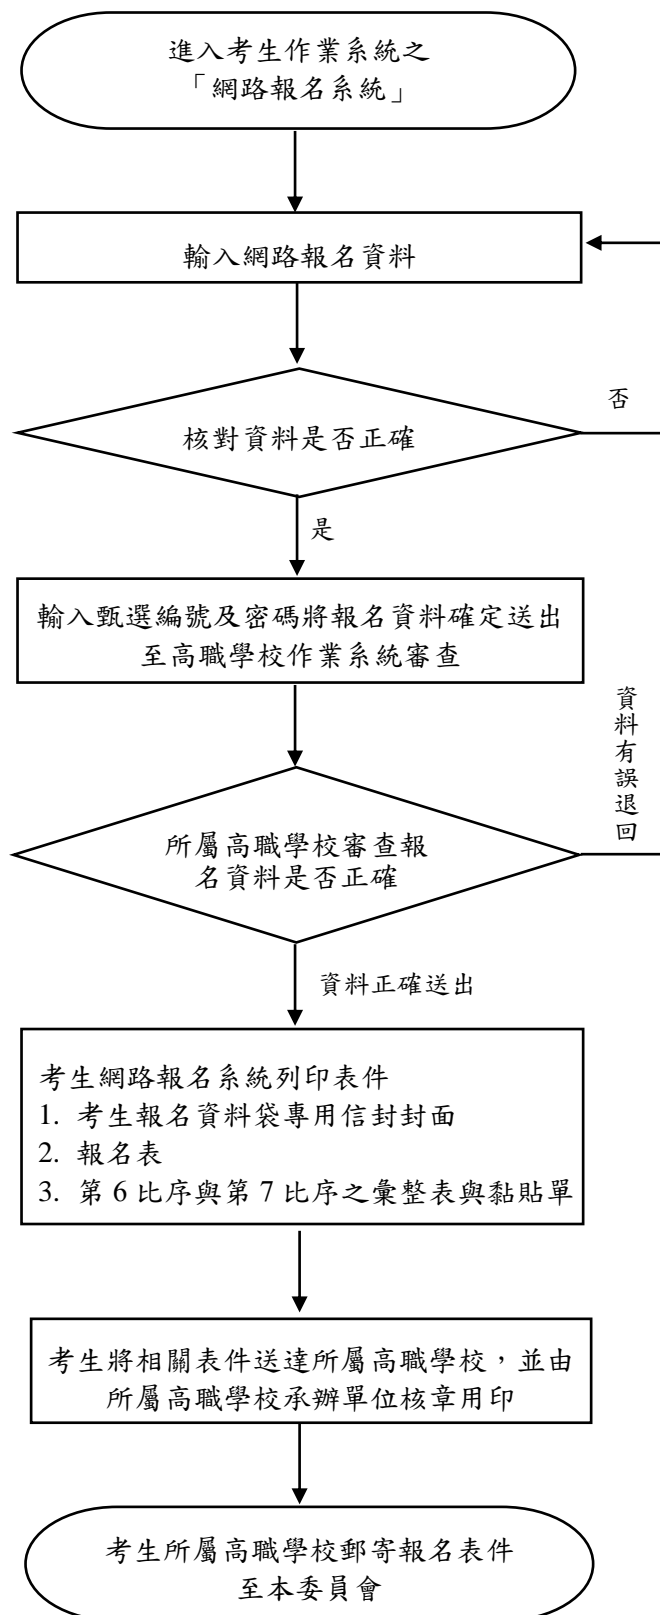 進入考生作業系統之
「網路報名系統」
輸入網路報名資料
否
核對資料是否正確
是
輸入甄選編號及密碼將報名資料確定送出
至高職學校作業系統審查
資料有誤退回
所屬高職學校審查報
名資料是否正確
資料正確送出
考生網路報名系統列印表件
1. 考生報名資料袋專用信封封面
2. 報名表
3. 第 6 比序與第 7 比序之彙整表與黏貼單
考生將相關表件送達所屬高職學校，並由
所屬高職學校承辦單位核章用印
考生所屬高職學校郵寄報名表件
至本委員會